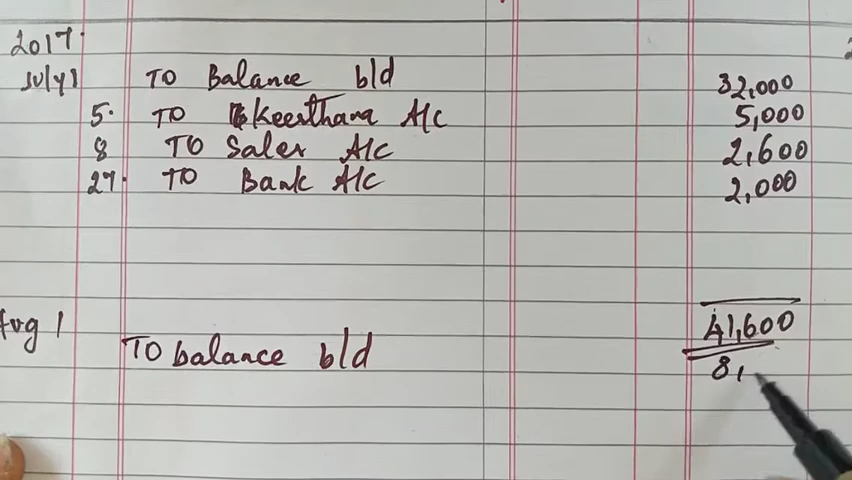 2017
July 1 To Balance b/d 32,000
5. To Keerthana A/c 5,000
8 To Sales A/c 2,600
27. To Bank A/c 2,000
41,600
Aug 1 To balance b/d 8,